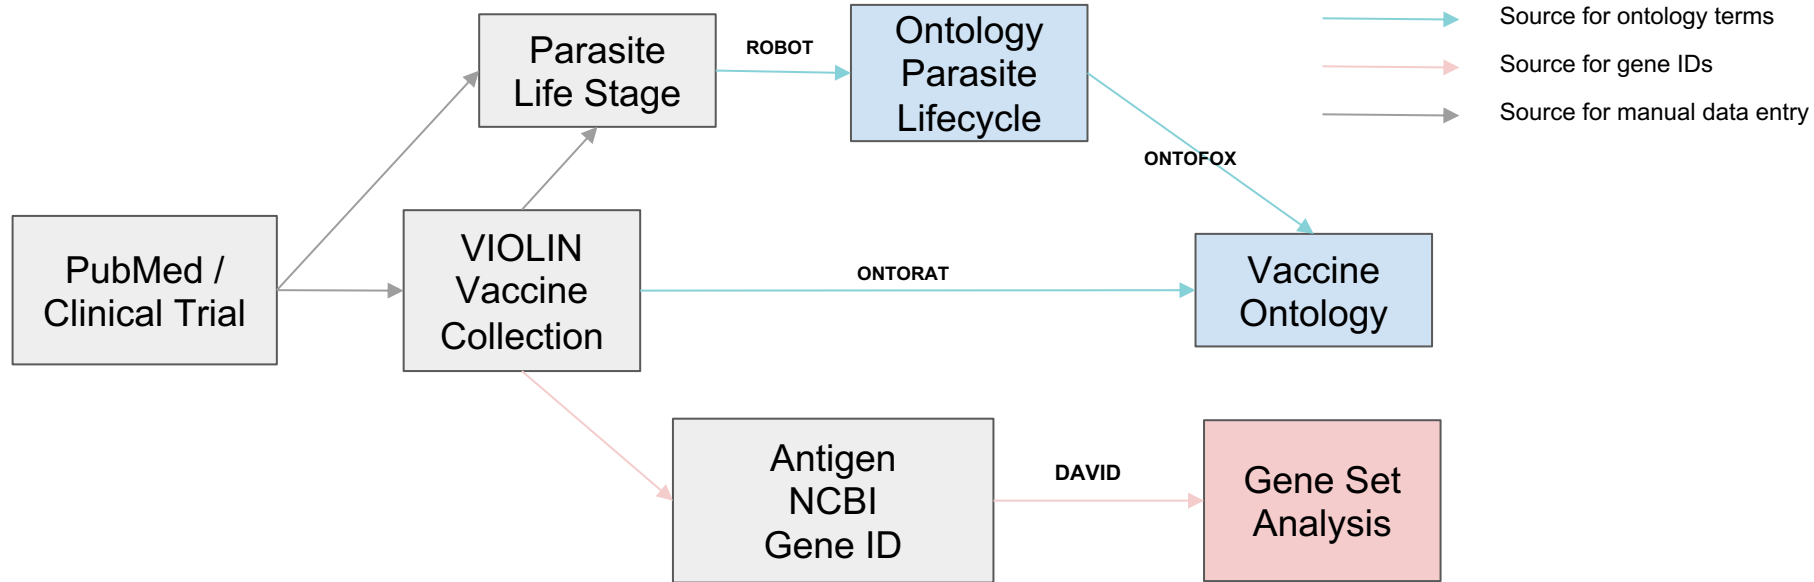 Parasite
Life Stage
ROBOT
Ontology
Parasite
Lifecycle
Source for ontology terms
Source for gene IDs
Source for manual data entry
ONTOFOX
PubMed /
Clinical Trial
VIOLIN
Vaccine
Collection
ONTORAT
Vaccine
Ontology
Antigen
NCBI
Gene ID
DAVID
Gene Set
Analysis